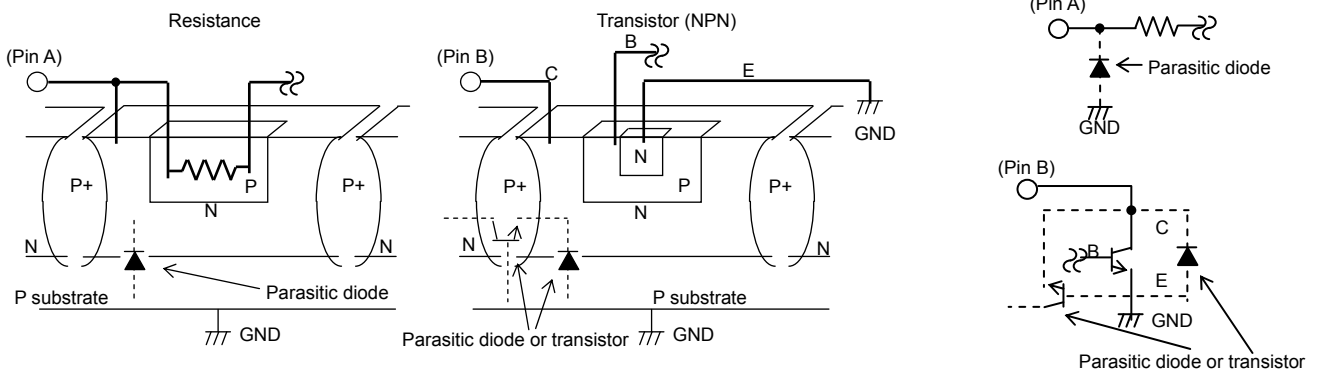 Resistance
(Pin A)
P+
P
P+
N
N
N
P substrate
Parasitic diode
GND
Transistor (NPN)
(Pin B)
C
B
E
GND
P+
N
P
P+
N
N
N
P substrate
GND
Parasitic diode or transistor
(Pin A)
Parasitic diode
GND
(Pin B)
C
B
E
GND
Parasitic diode or transistor